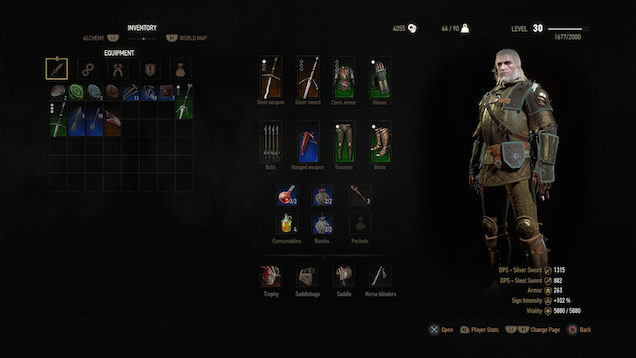 INVENTORY
ALCHEMY L1 R1 WORLD MAP
4055 66 / 90 LEVEL 30
1677/2000
EQUIPMENT
Steel weapon Silver sword Chest armor Gloves
Bolts Ranged weapon Trousers Boots
3/3 2/2 3
4 2/2
Consumables Bombs Pockets
Trophy Saddlebags Saddle Horse blinders
DPS - Silver Sword 1315
DPS - Steel Sword 882
Armor 263
Sign Intensity +102 %
Vitality 5880 / 5880
Open Player Stats Change Page Back